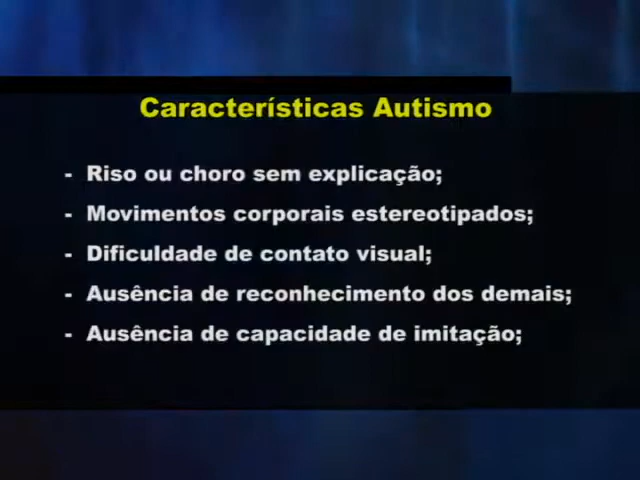 Características Autismo
- Riso ou choro sem explicação;
- Movimentos corporais estereotipados;
- Dificuldade de contato visual;
- Ausência de reconhecimento dos demais;
- Ausência de capacidade de imitação;